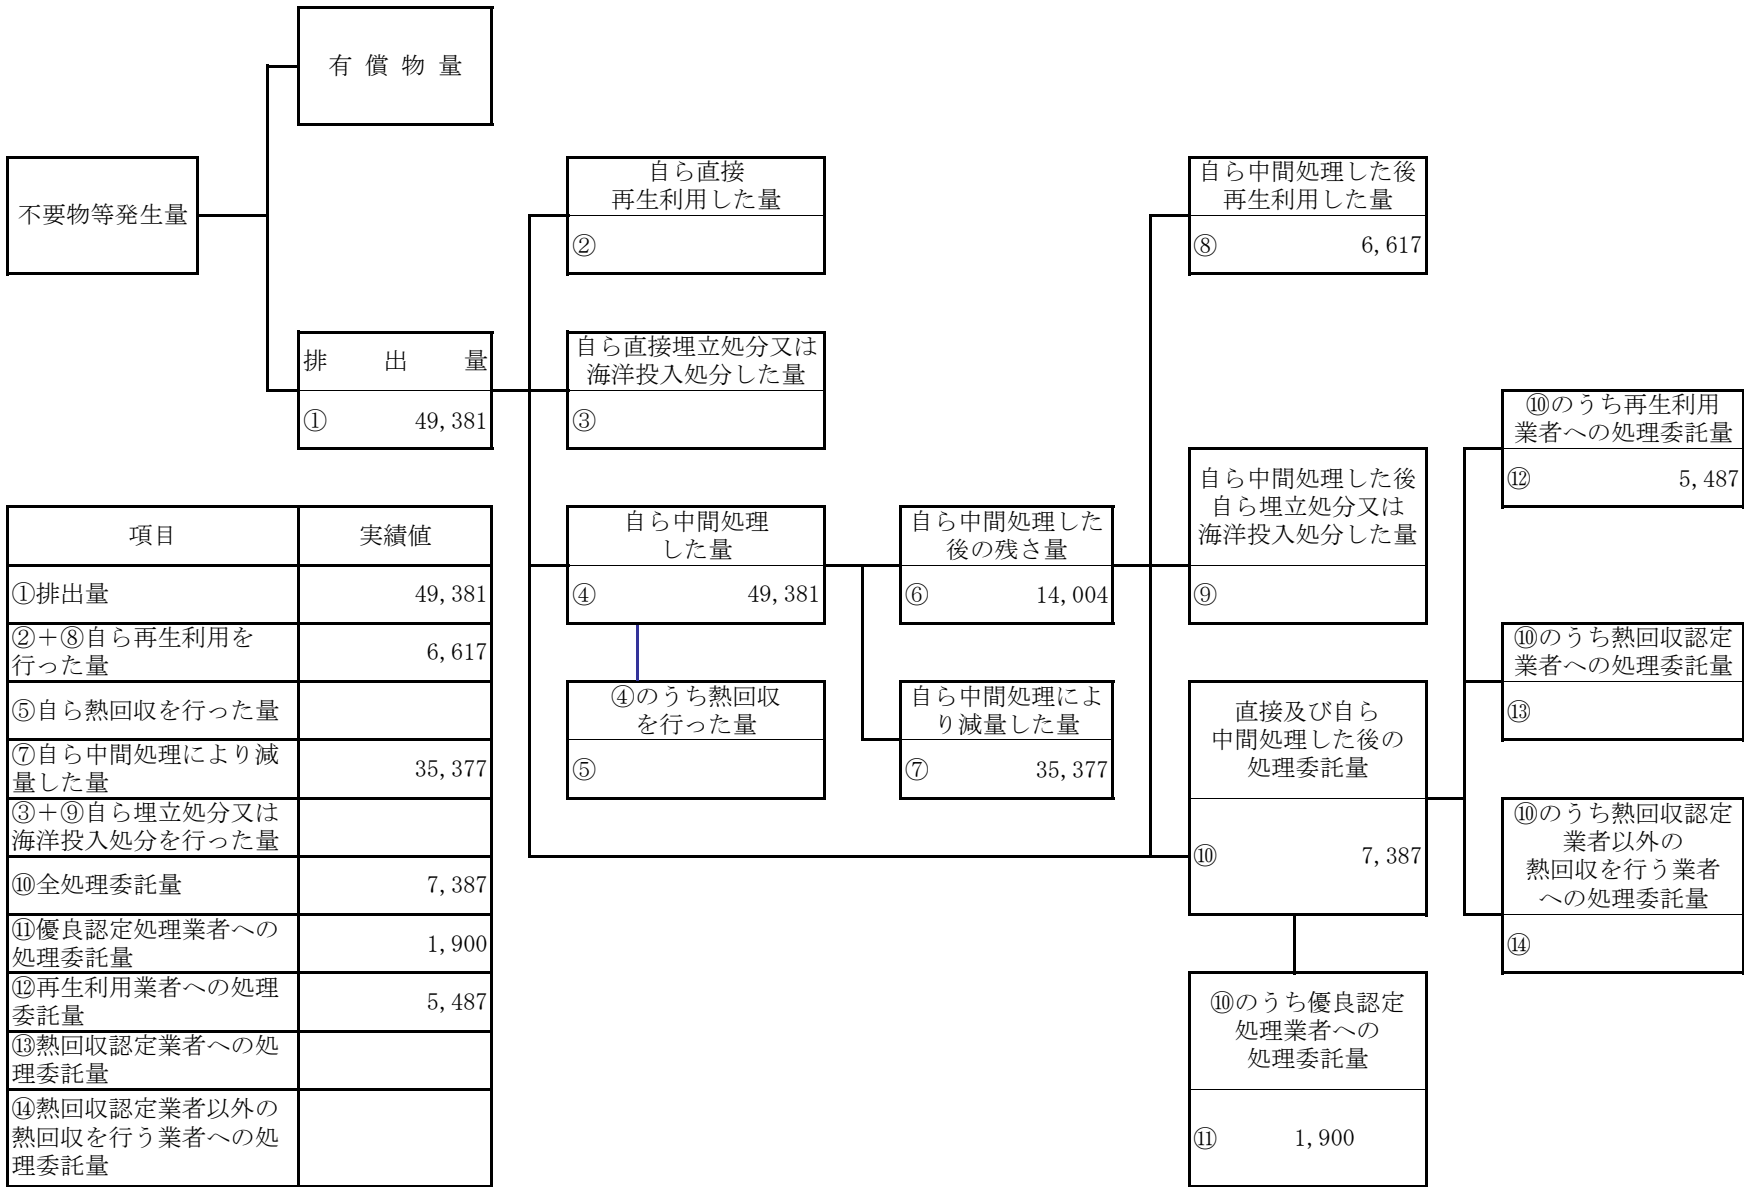 有償物量
不要物等発生量
排出量
① 49,381
自ら直接
再生利用した量
②
自ら直接埋立処分又は
海洋投入処分した量
③
自ら中間処理
した量
④ 49,381
④のうち熱回収
を行った量
⑤
自ら中間処理した
後の残さ量
⑥ 14,004
自ら中間処理によ
り減量した量
⑦ 35,377
自ら中間処理した後
再生利用した量
⑧ 6,617
自ら中間処理した後
自ら埋立処分又は
海洋投入処分した量
⑨
直接及び自ら
中間処理した後の
処理委託量
⑩ 7,387
⑩のうち優良認定
処理業者への
処理委託量
⑪ 1,900
⑩のうち再生利用
業者への処理委託量
⑫ 5,487
⑩のうち熱回収認定
業者への処理委託量
⑬
⑩のうち熱回収認定
業者以外の
熱回収を行う業者
への処理委託量
⑭
項目 実績値
①排出量 49,381
②＋⑧自ら再生利用を
行った量 6,617
⑤自ら熱回収を行った量
⑦自ら中間処理により減
量した量 35,377
③＋⑨自ら埋立処分又は
海洋投入処分を行った量
⑩全処理委託量 7,387
⑪優良認定処理業者への
処理委託量 1,900
⑫再生利用業者への処理
委託量 5,487
⑬熱回収認定業者への処
理委託量
⑭熱回収認定業者以外の
熱回収を行う業者への処
理委託量